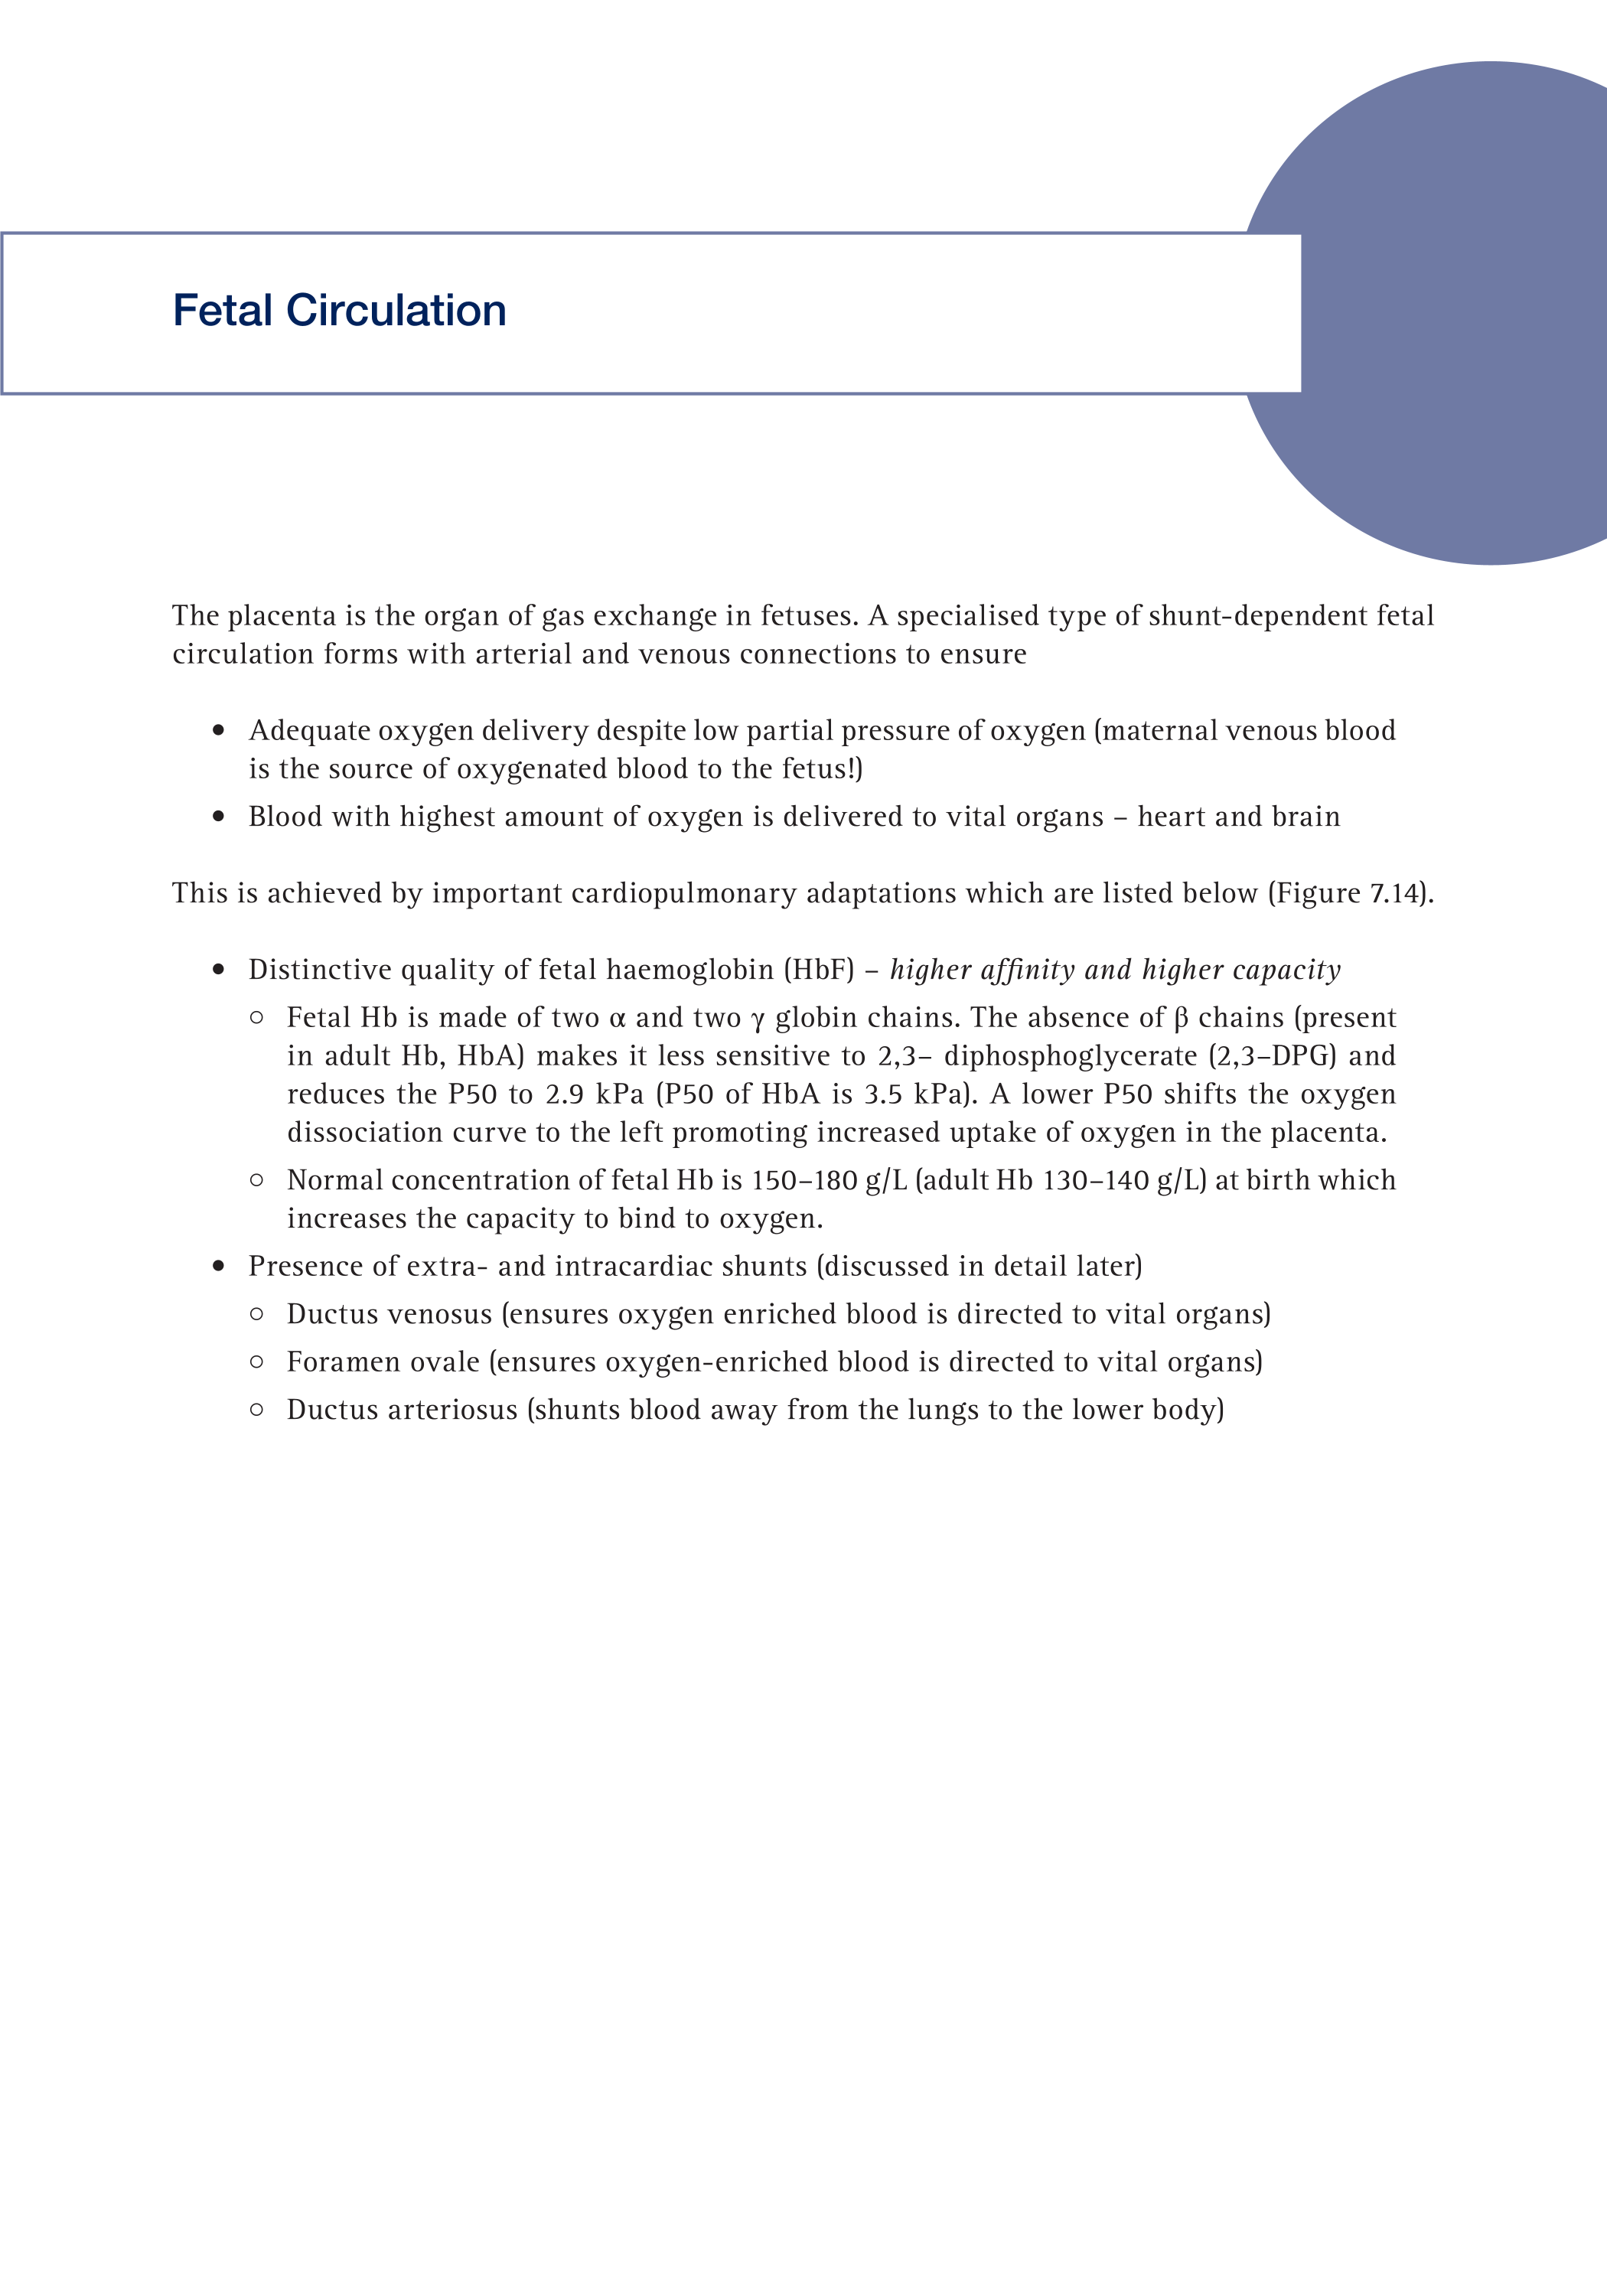 Fetal Circulation
The placenta is the organ of gas exchange in fetuses. A specialised type of shunt-dependent fetal
circulation forms with arterial and venous connections to ensure
• Adequate oxygen delivery despite low partial pressure of oxygen (maternal venous blood
is the source of oxygenated blood to the fetus!)
• Blood with highest amount of oxygen is delivered to vital organs – heart and brain
This is achieved by important cardiopulmonary adaptations which are listed below (Figure 7.14).
• Distinctive quality of fetal haemoglobin (HbF) – higher affinity and higher capacity
○ Fetal Hb is made of two α and two γ globin chains. The absence of β chains (present
in adult Hb, HbA) makes it less sensitive to 2,3– diphosphoglycerate (2,3–DPG) and
reduces the P50 to 2.9 kPa (P50 of HbA is 3.5 kPa). A lower P50 shifts the oxygen
dissociation curve to the left promoting increased uptake of oxygen in the placenta.
○ Normal concentration of fetal Hb is 150–180 g/L (adult Hb 130–140 g/L) at birth which
increases the capacity to bind to oxygen.
• Presence of extra- and intracardiac shunts (discussed in detail later)
○ Ductus venosus (ensures oxygen enriched blood is directed to vital organs)
○ Foramen ovale (ensures oxygen-enriched blood is directed to vital organs)
○ Ductus arteriosus (shunts blood away from the lungs to the lower body)